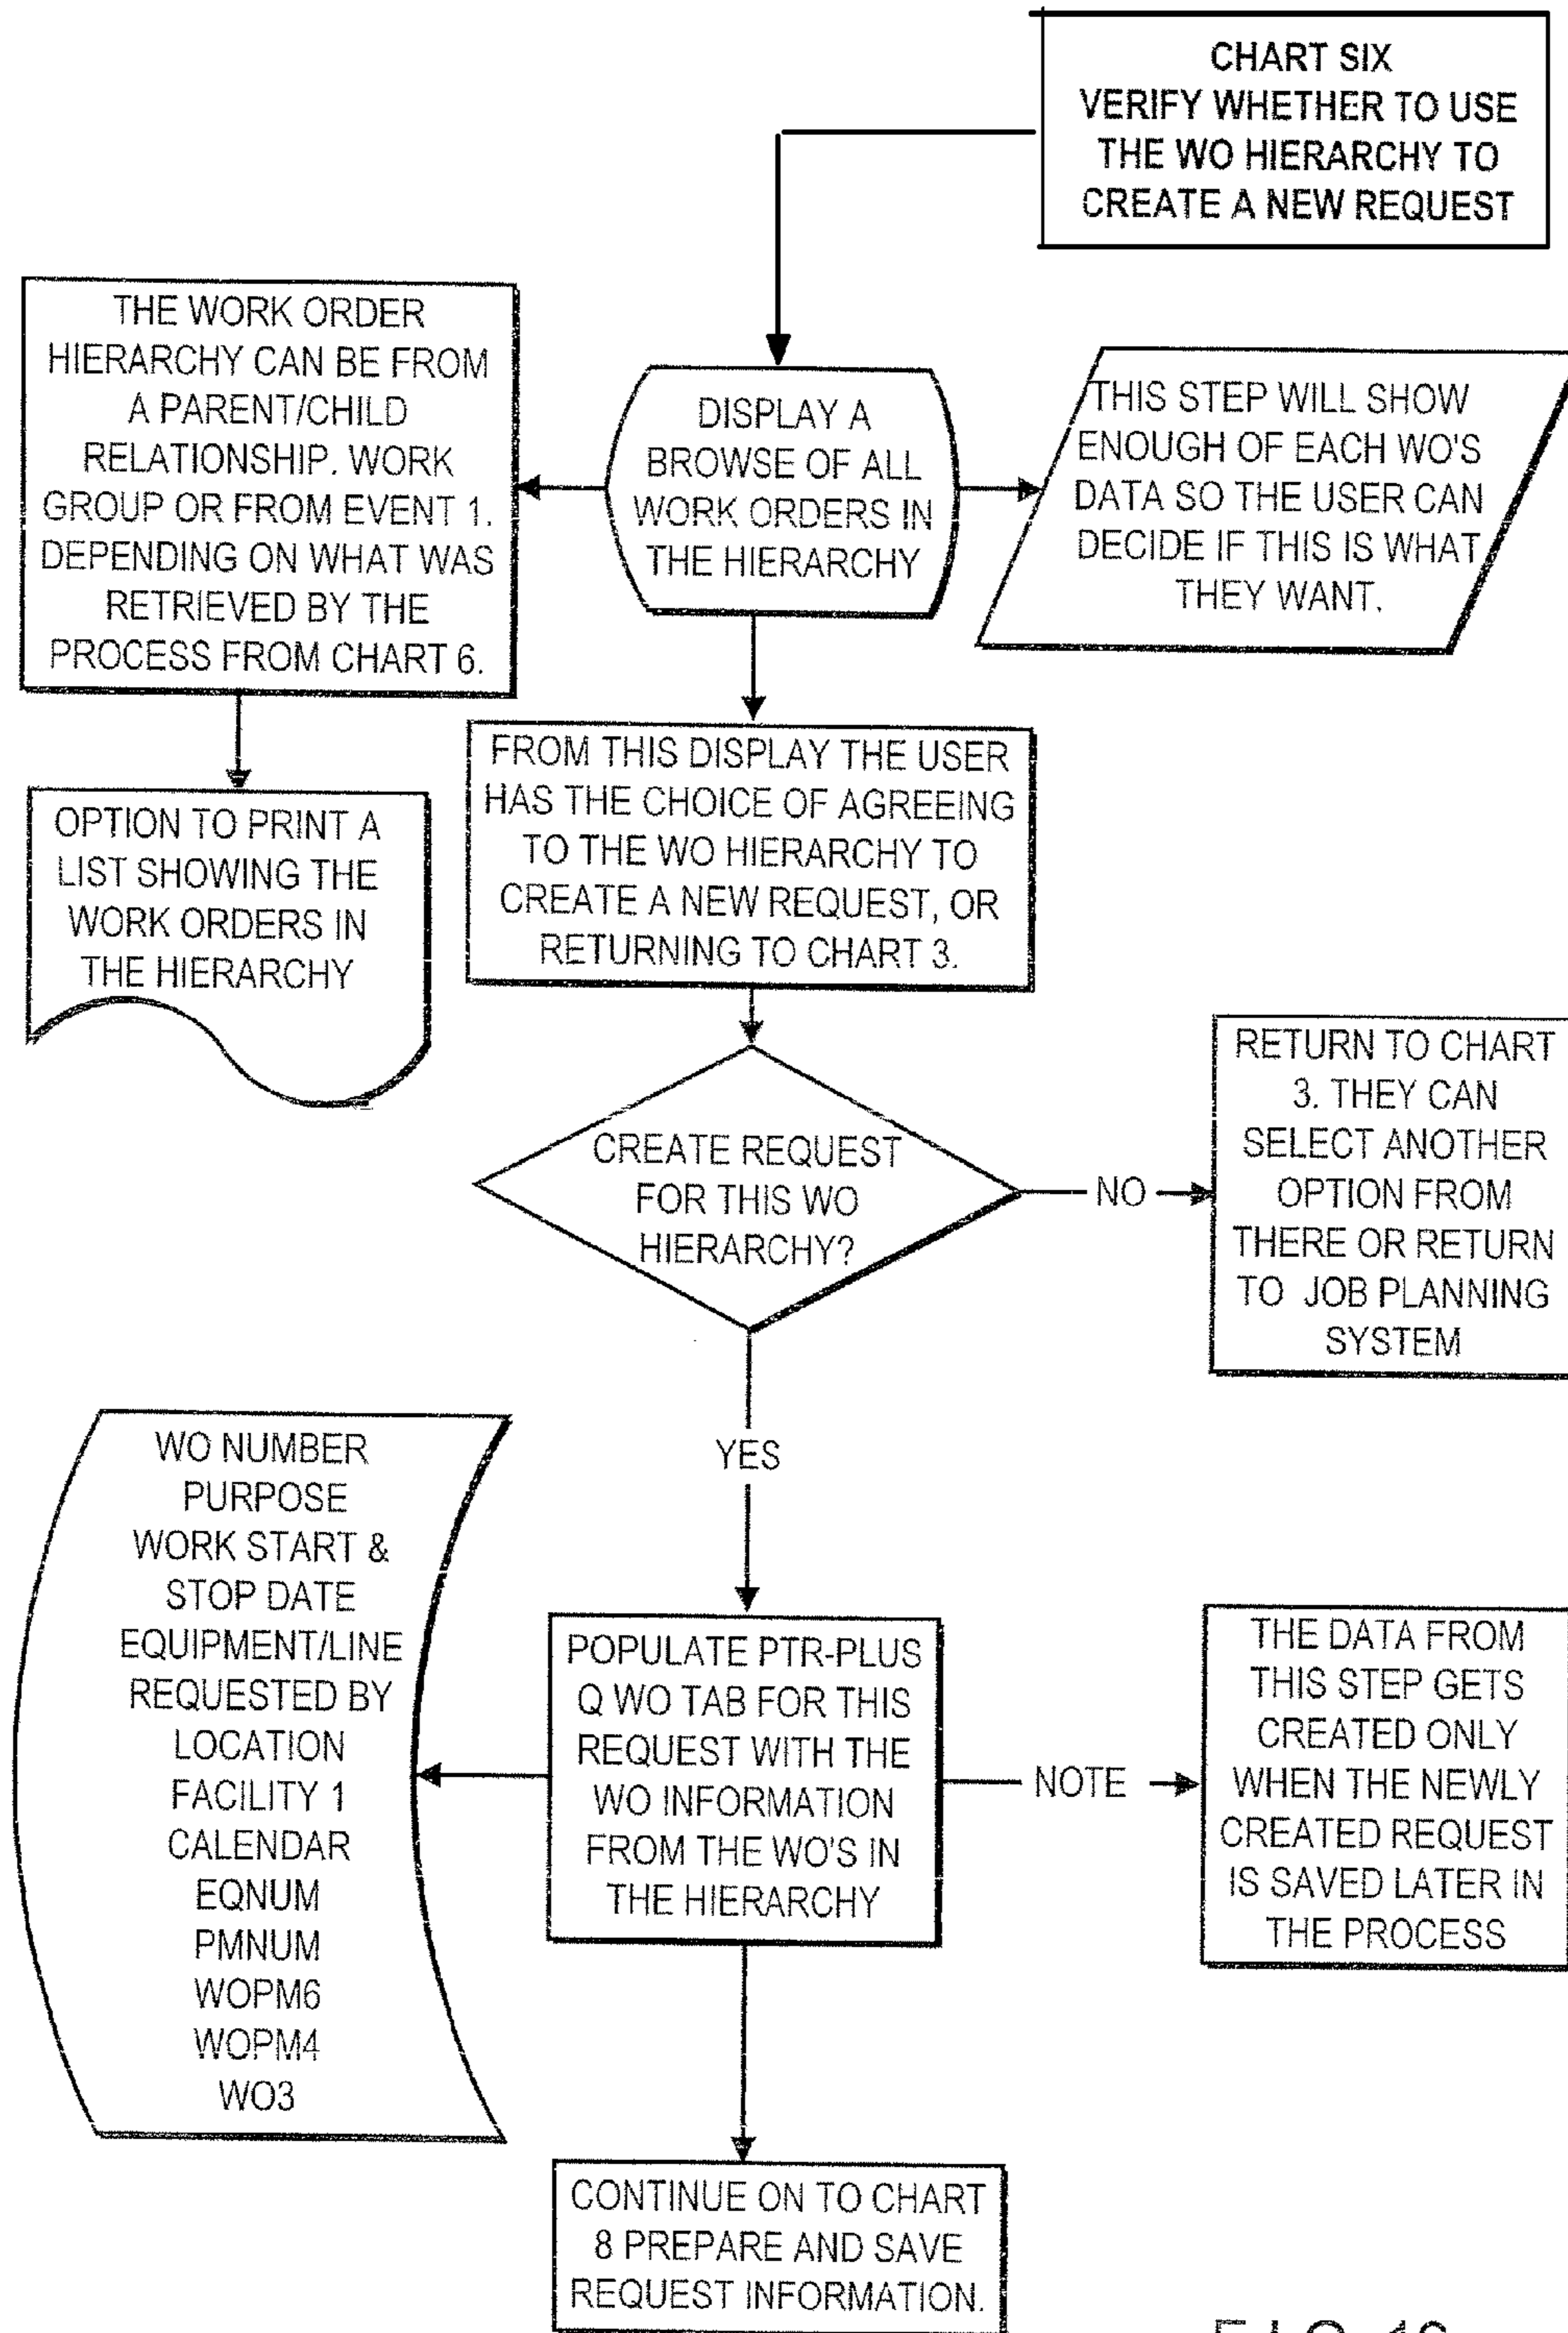 CHART SIX
VERIFY WHETHER TO USE
THE WO HIERARCHY TO
CREATE A NEW REQUEST
THE WORK ORDER
HIERARCHY CAN BE FROM
A PARENT/CHILD
RELATIONSHIP. WORK
GROUP OR FROM EVENT 1.
DEPENDING ON WHAT WAS
RETRIEVED BY THE
PROCESS FROM CHART 6.
DISPLAY A
BROWSE OF ALL
WORK ORDERS IN
THE HIERARCHY
THIS STEP WILL SHOW
ENOUGH OF EACH WO'S
DATA SO THE USER CAN
DECIDE IF THIS IS WHAT
THEY WANT.
OPTION TO PRINT A
LIST SHOWING THE
WORK ORDERS IN
THE HIERARCHY
FROM THIS DISPLAY THE USER
HAS THE CHOICE OF AGREEING
TO THE WO HIERARCHY TO
CREATE A NEW REQUEST, OR
RETURNING TO CHART 3.
CREATE REQUEST
FOR THIS WO
HIERARCHY?
NO
RETURN TO CHART
3. THEY CAN
SELECT ANOTHER
OPTION FROM
THERE OR RETURN
TO JOB PLANNING
SYSTEM
YES
WO NUMBER
PURPOSE
WORK START &
STOP DATE
EQUIPMENT/LINE
REQUESTED BY
LOCATION
FACILITY 1
CALENDAR
EQNUM
PMNUM
WOPM6
WOPM4
WO3
POPULATE PTR-PLUS
Q WO TAB FOR THIS
REQUEST WITH THE
WO INFORMATION
FROM THE WO'S IN
THE HIERARCHY
NOTE
THE DATA FROM
THIS STEP GETS
CREATED ONLY
WHEN THE NEWLY
CREATED REQUEST
IS SAVED LATER IN
THE PROCESS
CONTINUE ON TO CHART
8 PREPARE AND SAVE
REQUEST INFORMATION.